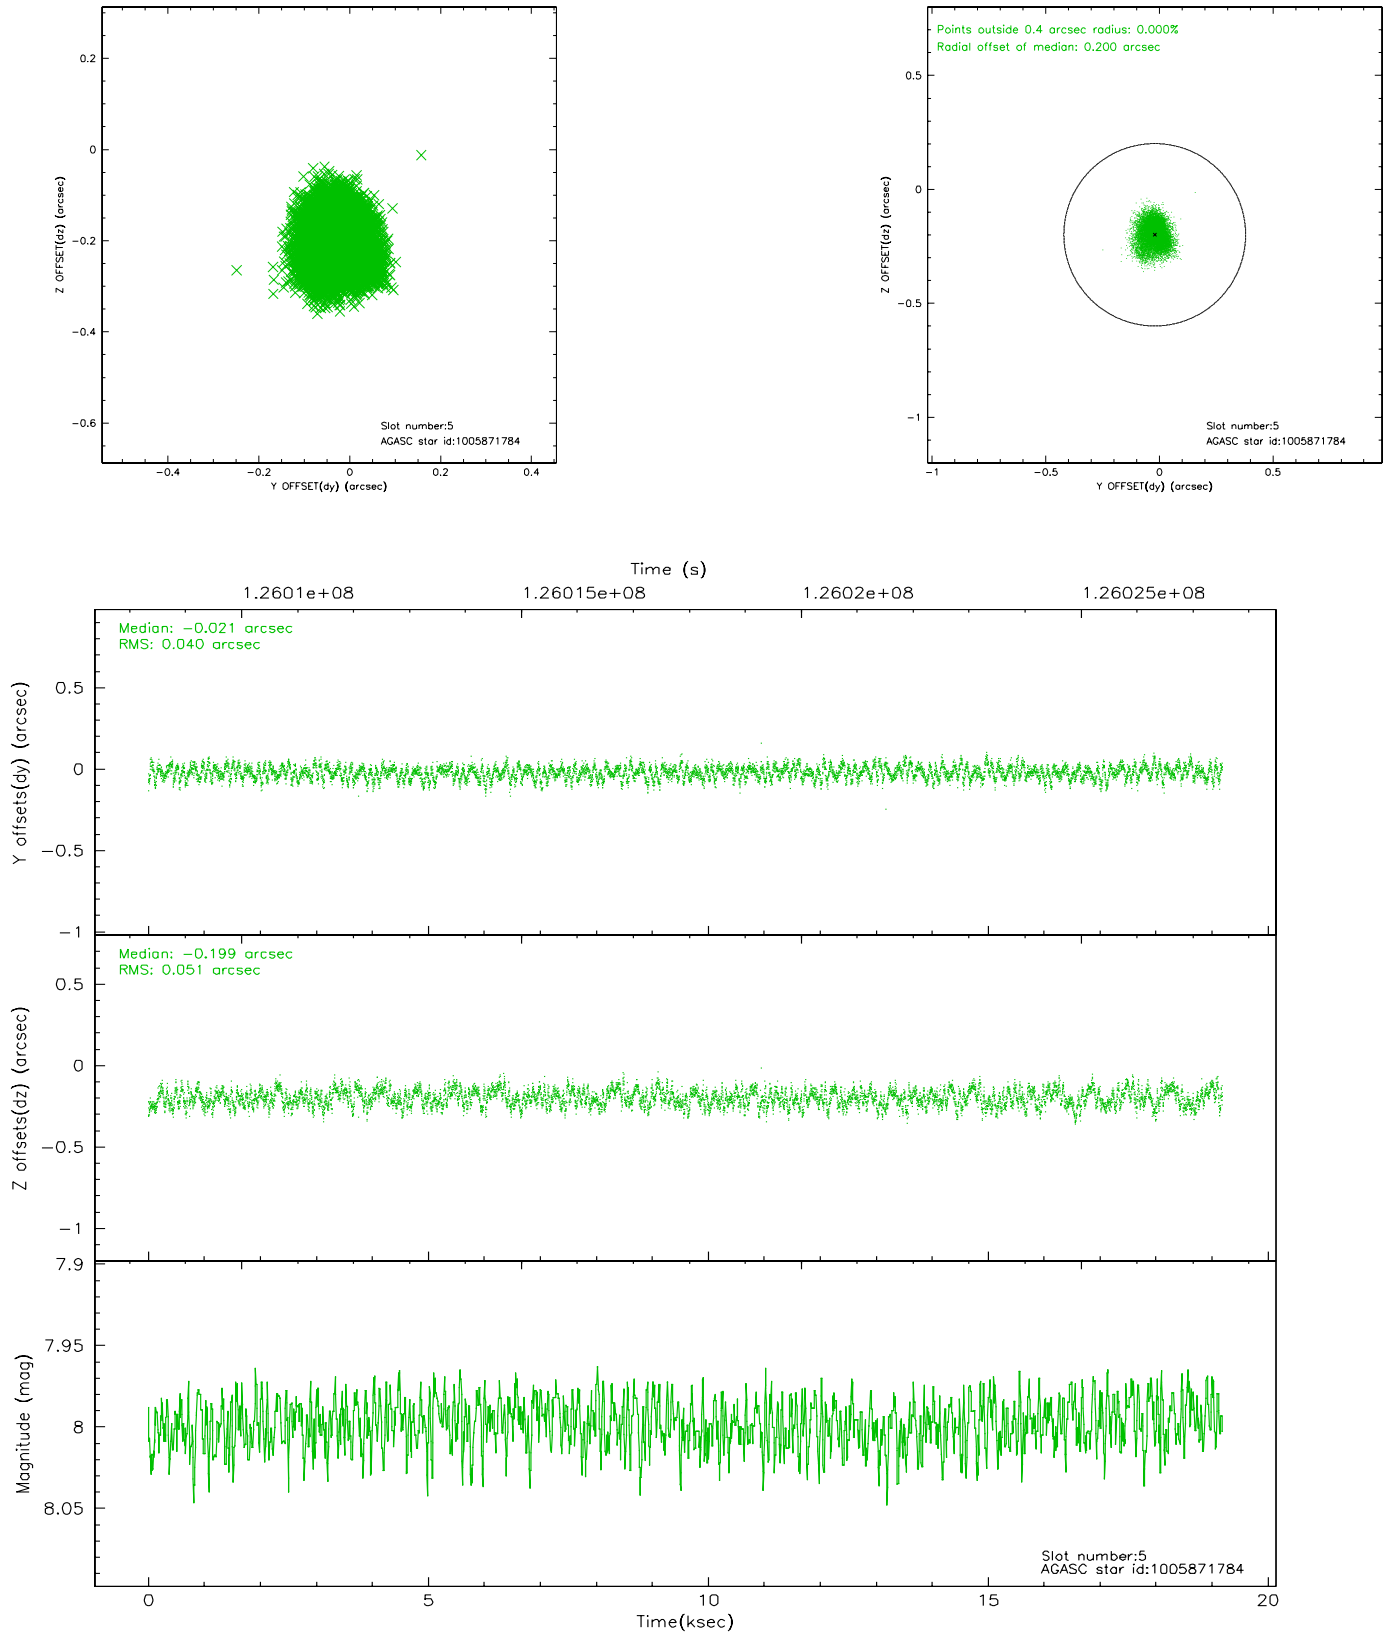 0.2
0
-0.2
-0.4
-0.6
Z OFFSET(dz) (arcsec)
Slot number:5
AGASC star id:1005871784
-0.4
-0.2
0
0.2
0.4
Y OFFSET(dy) (arcsec)
Points outside 0.4 arcsec radius: 0.000%
Radial offset of median: 0.200 arcsec
0.5
0
-0.5
-1
Z OFFSET(dz) (arcsec)
Slot number:5
AGASC star id:1005871784
-1
-0.5
0
0.5
Y OFFSET(dy) (arcsec)
Time (s)
1.2601e+08
1.26015e+08
1.2602e+08
1.26025e+08
Median: -0.021 arcsec
RMS: 0.040 arcsec
0.5
0
-0.5
-1
Y offsets(dy) (arcsec)
Median: -0.199 arcsec
RMS: 0.051 arcsec
0.5
0
-0.5
-1
Z offsets(dz) (arcsec)
7.9
7.95
8
8.05
Magnitude (mag)
Slot number:5
AGASC star id:1005871784
0
5
10
15
20
Time(ksec)